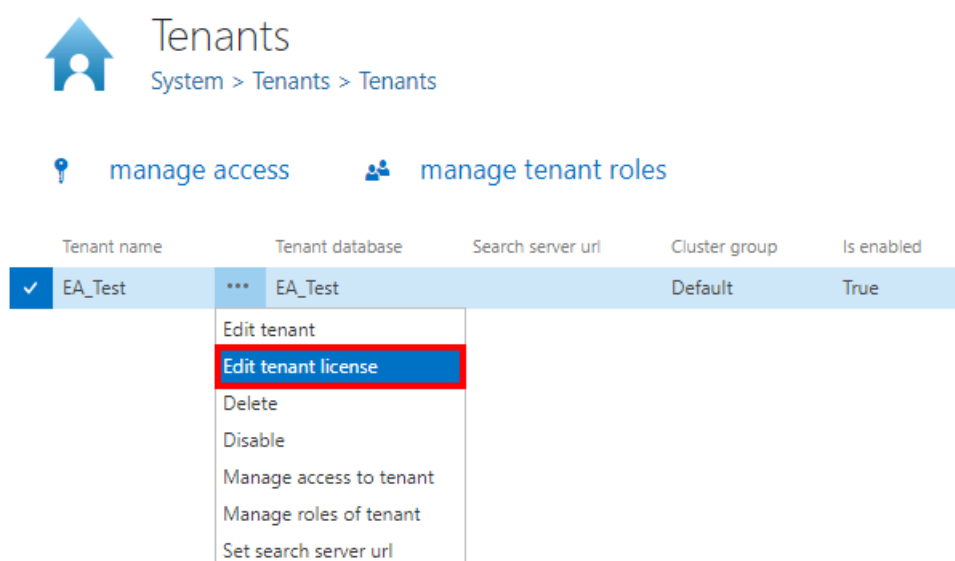 Tenants
System > Tenants > Tenants
manage access manage tenant roles
Tenant name Tenant database Search server url Cluster group Is enabled
EA_Test ••• EA_Test Default True
Edit tenant
Edit tenant license
Delete
Disable
Manage access to tenant
Manage roles of tenant
Set search server url